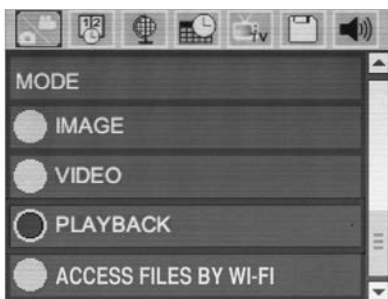 12
tv
MODE
IMAGE
VIDEO
PLAYBACK
ACCESS FILES BY WI-FI